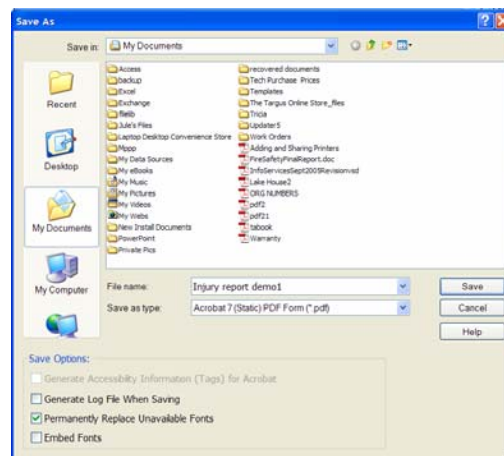 Save As
Save in: My Documents
Recent
Desktop
My Documents
My Computer
Access
backup
Excel
Exchange
filelib
Jule's Files
Laptop Desktop Convenience Store
Mppp
My Data Sources
My eBooks
My Music
My Pictures
My Videos
My Webs
New Install Documents
PowerPoint
Private Pics
recovered documents
Tech Purchase Prices
Templates
The Targus Online Store_files
Tricia
Updater5
Work Orders
Adding and Sharing Printers
FireSafetyFinalReport.doc
InfoServicesSept2005Revisionvsd
Lake House2
ORG NUMBERS
pdf2
pdf21
tabook
Warranty
File name: Injury report demo1
Save as type: Acrobat 7 (Static) PDF Form (*.pdf)
Save
Cancel
Help
Save Options:
Generate Accessibility Information (Tags) for Acrobat
Generate Log File When Saving
Permanently Replace Unavailable Fonts
Embed Fonts